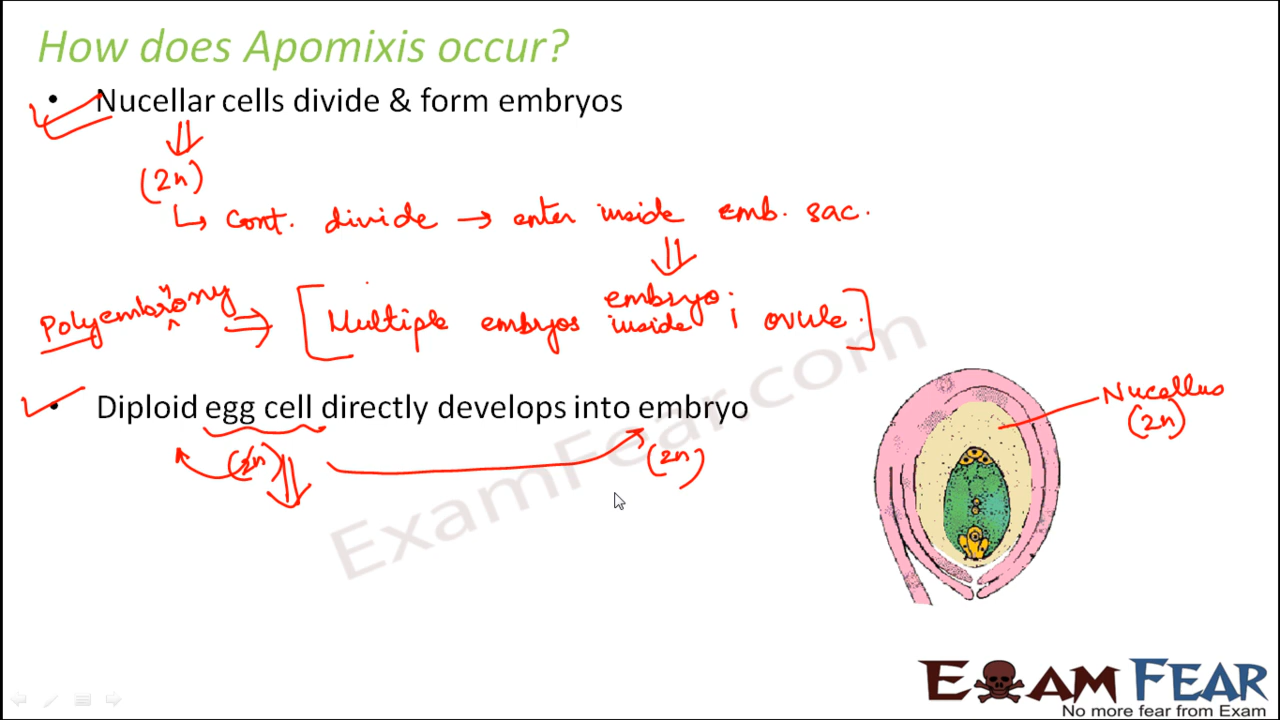 How does Apomixis occur?
• Nucellar cells divide & form embryos
(2n)
↳ cont. divide → enter inside emb. sac.
Polyembryony ⇒ [Multiple embryos inside 1 ovule.]
embryo.
• Diploid egg cell directly develops into embryo
(2n) (2n)
Nucellus
(2n)
ExamFear.com
EXAM FEAR
No more fear from Exam